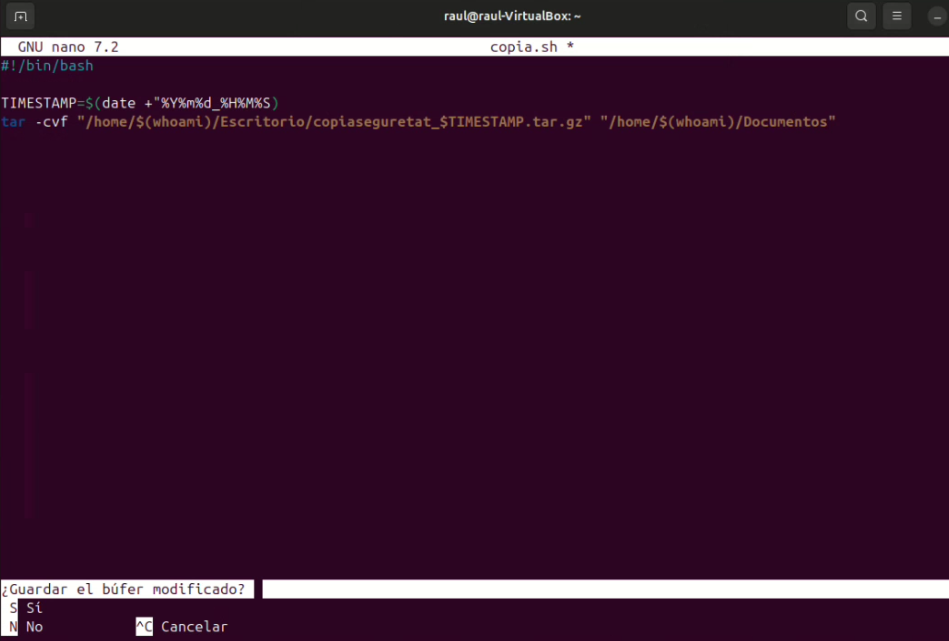 raul@raul-VirtualBox: ~
GNU nano 7.2 copia.sh *
#!/bin/bash
TIMESTAMP=$(date +"%Y%m%d_%H%M%S)
tar -cvf "/home/$(whoami)/Escritorio/copiaseguretat_$TIMESTAMP.tar.gz" "/home/$(whoami)/Documentos"
¿Guardar el búfer modificado?
S Sí
N No ^C Cancelar